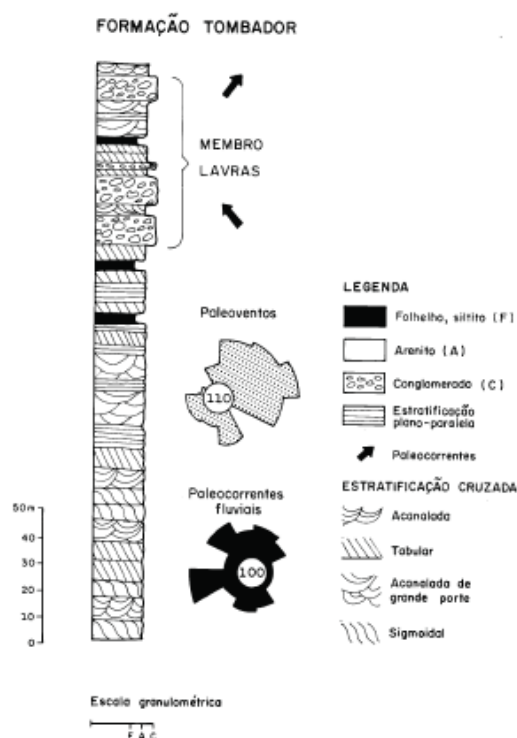 FORMAÇÃO TOMBADOR
MEMBRO
LAVRAS
Paleoventos
110
Paleocorrentes
fluviais
100
50m
40
30
20
10
0
Escala granulométrica
F A C
LEGENDA
Folhelho, siltito (F)
Arenito (A)
Conglomerado (C)
Estratificação
plano-paralela
Paleocorrentes
ESTRATIFICAÇÃO CRUZADA
Acanalada
Tabular
Acanalada de
grande porte
Sigmoidal